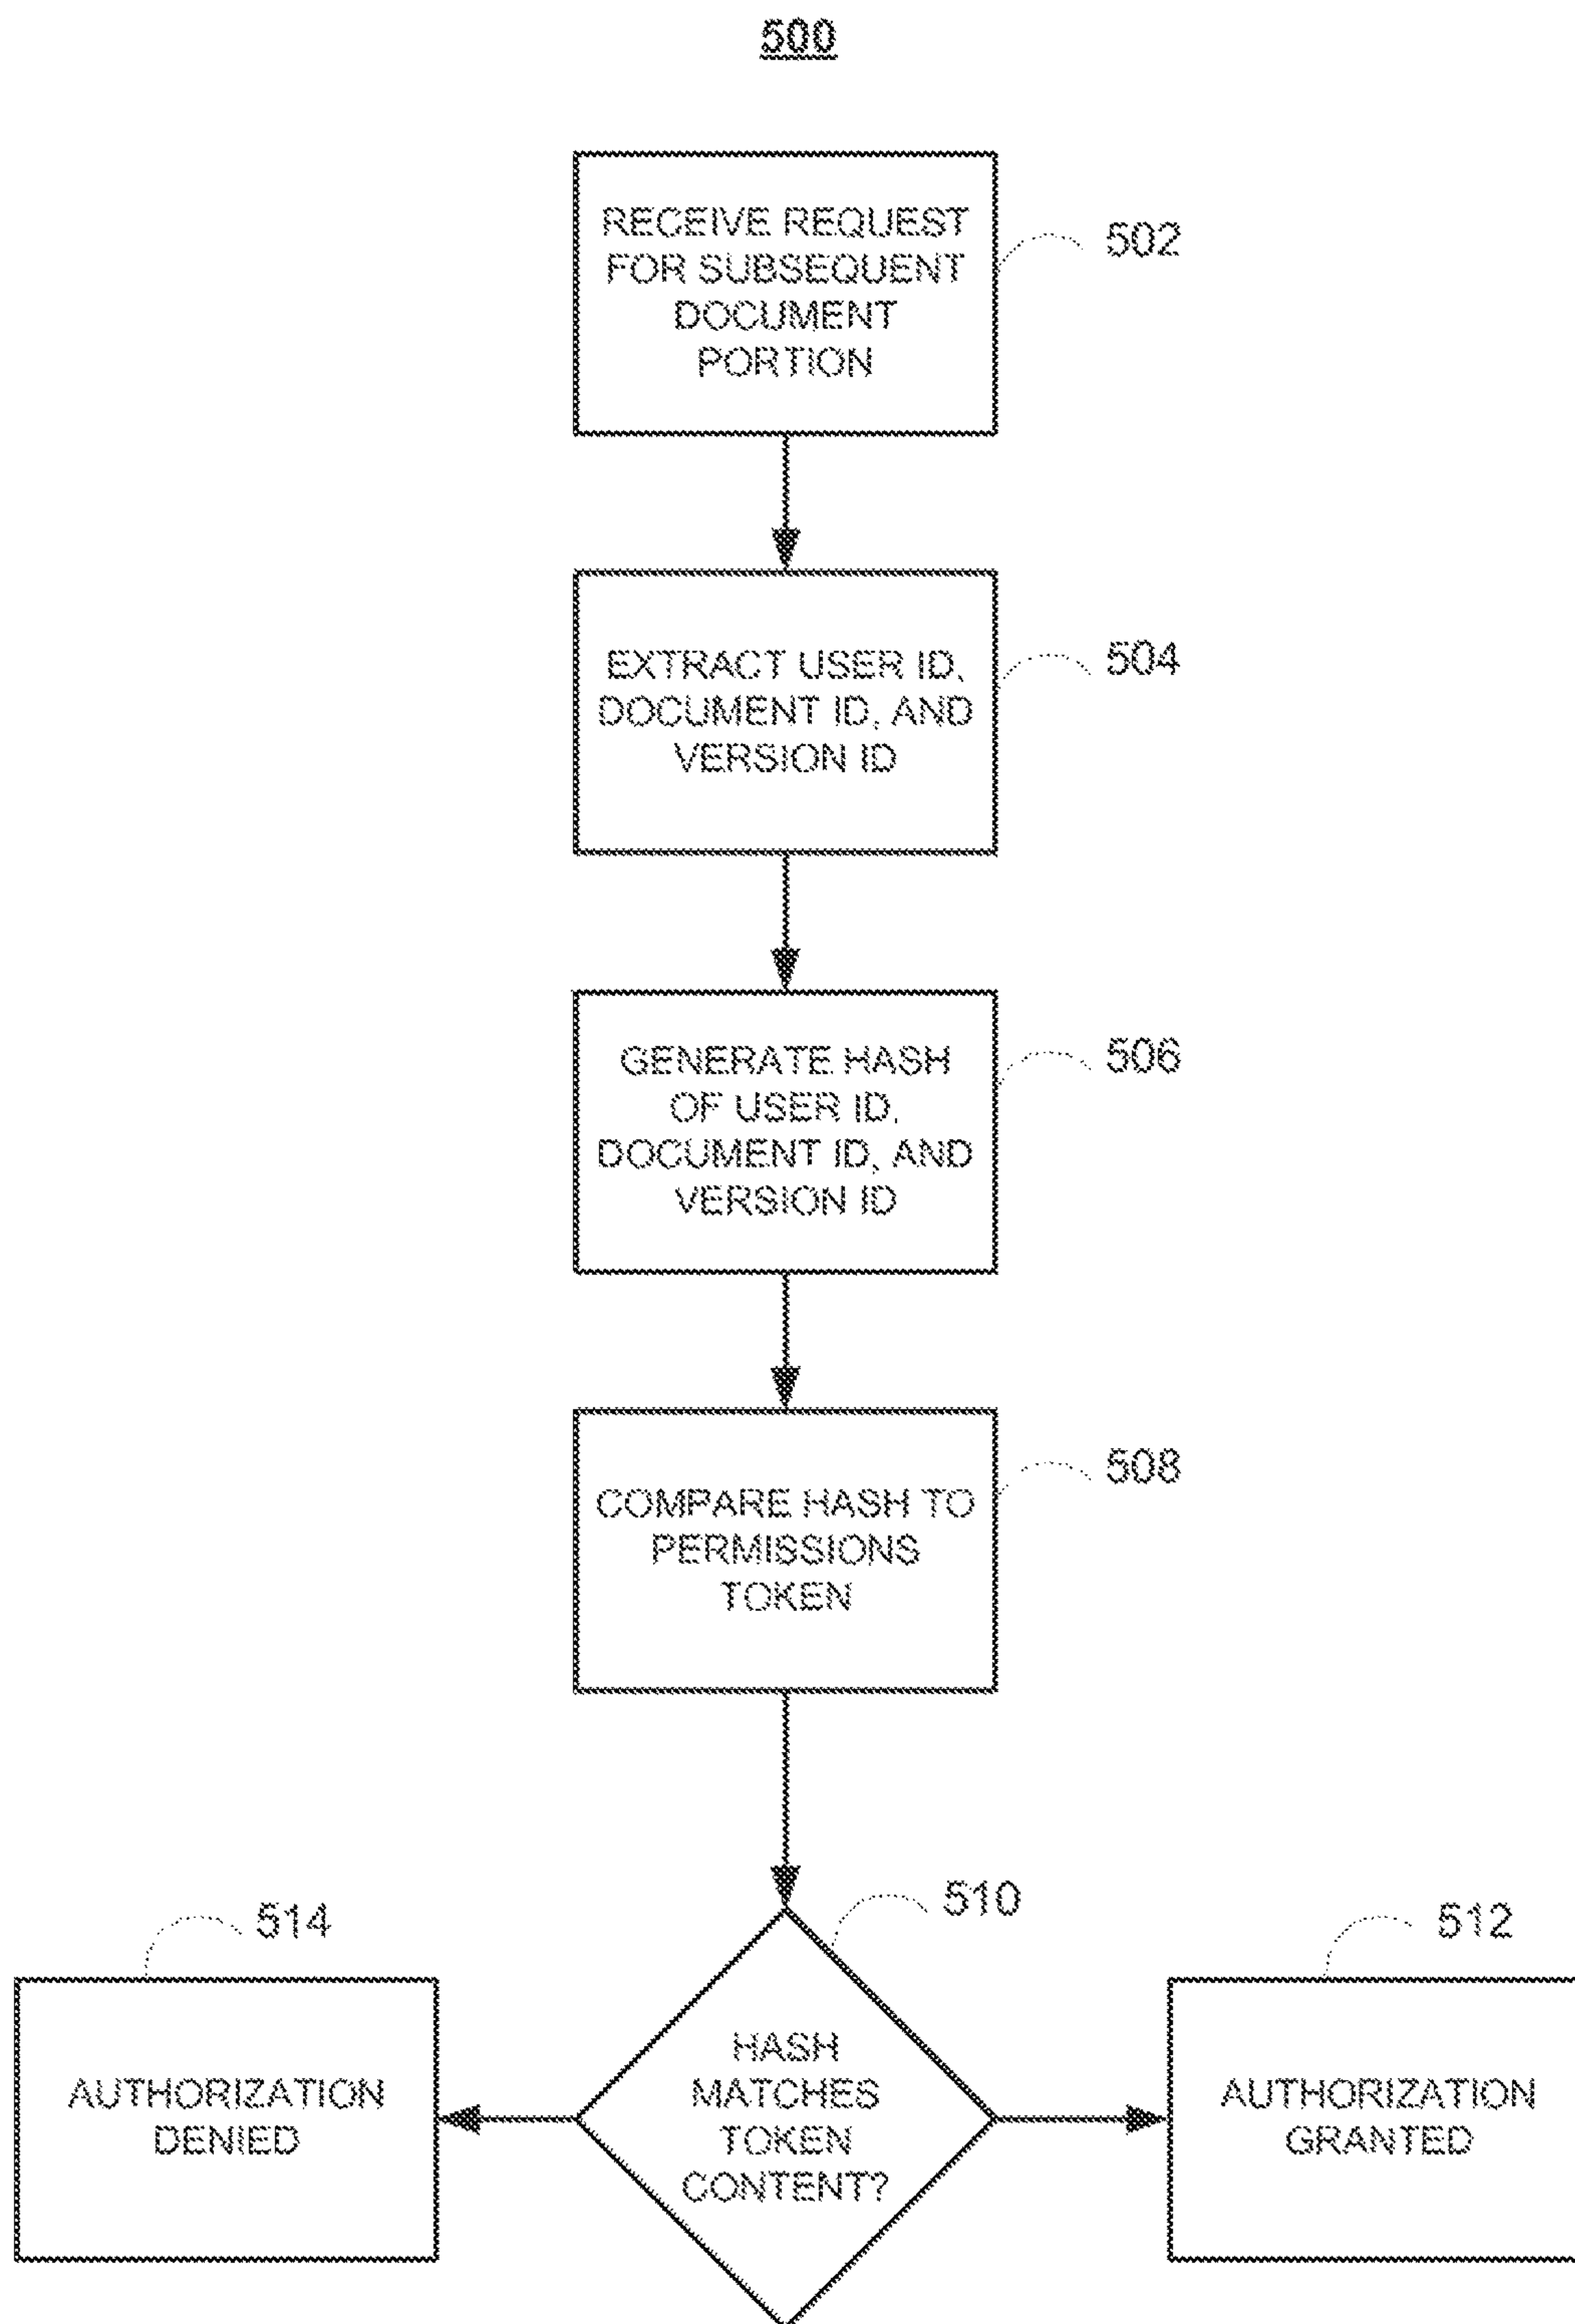 500
RECEIVE REQUEST
FOR SUBSEQUENT
DOCUMENT
PORTION
502
EXTRACT USER ID,
DOCUMENT ID, AND
VERSION ID
504
GENERATE HASH
OF USER ID,
DOCUMENT ID, AND
VERSION ID
506
COMPARE HASH TO
PERMISSIONS
TOKEN
508
510
HASH
MATCHES
TOKEN
CONTENT?
514
AUTHORIZATION
DENIED
512
AUTHORIZATION
GRANTED